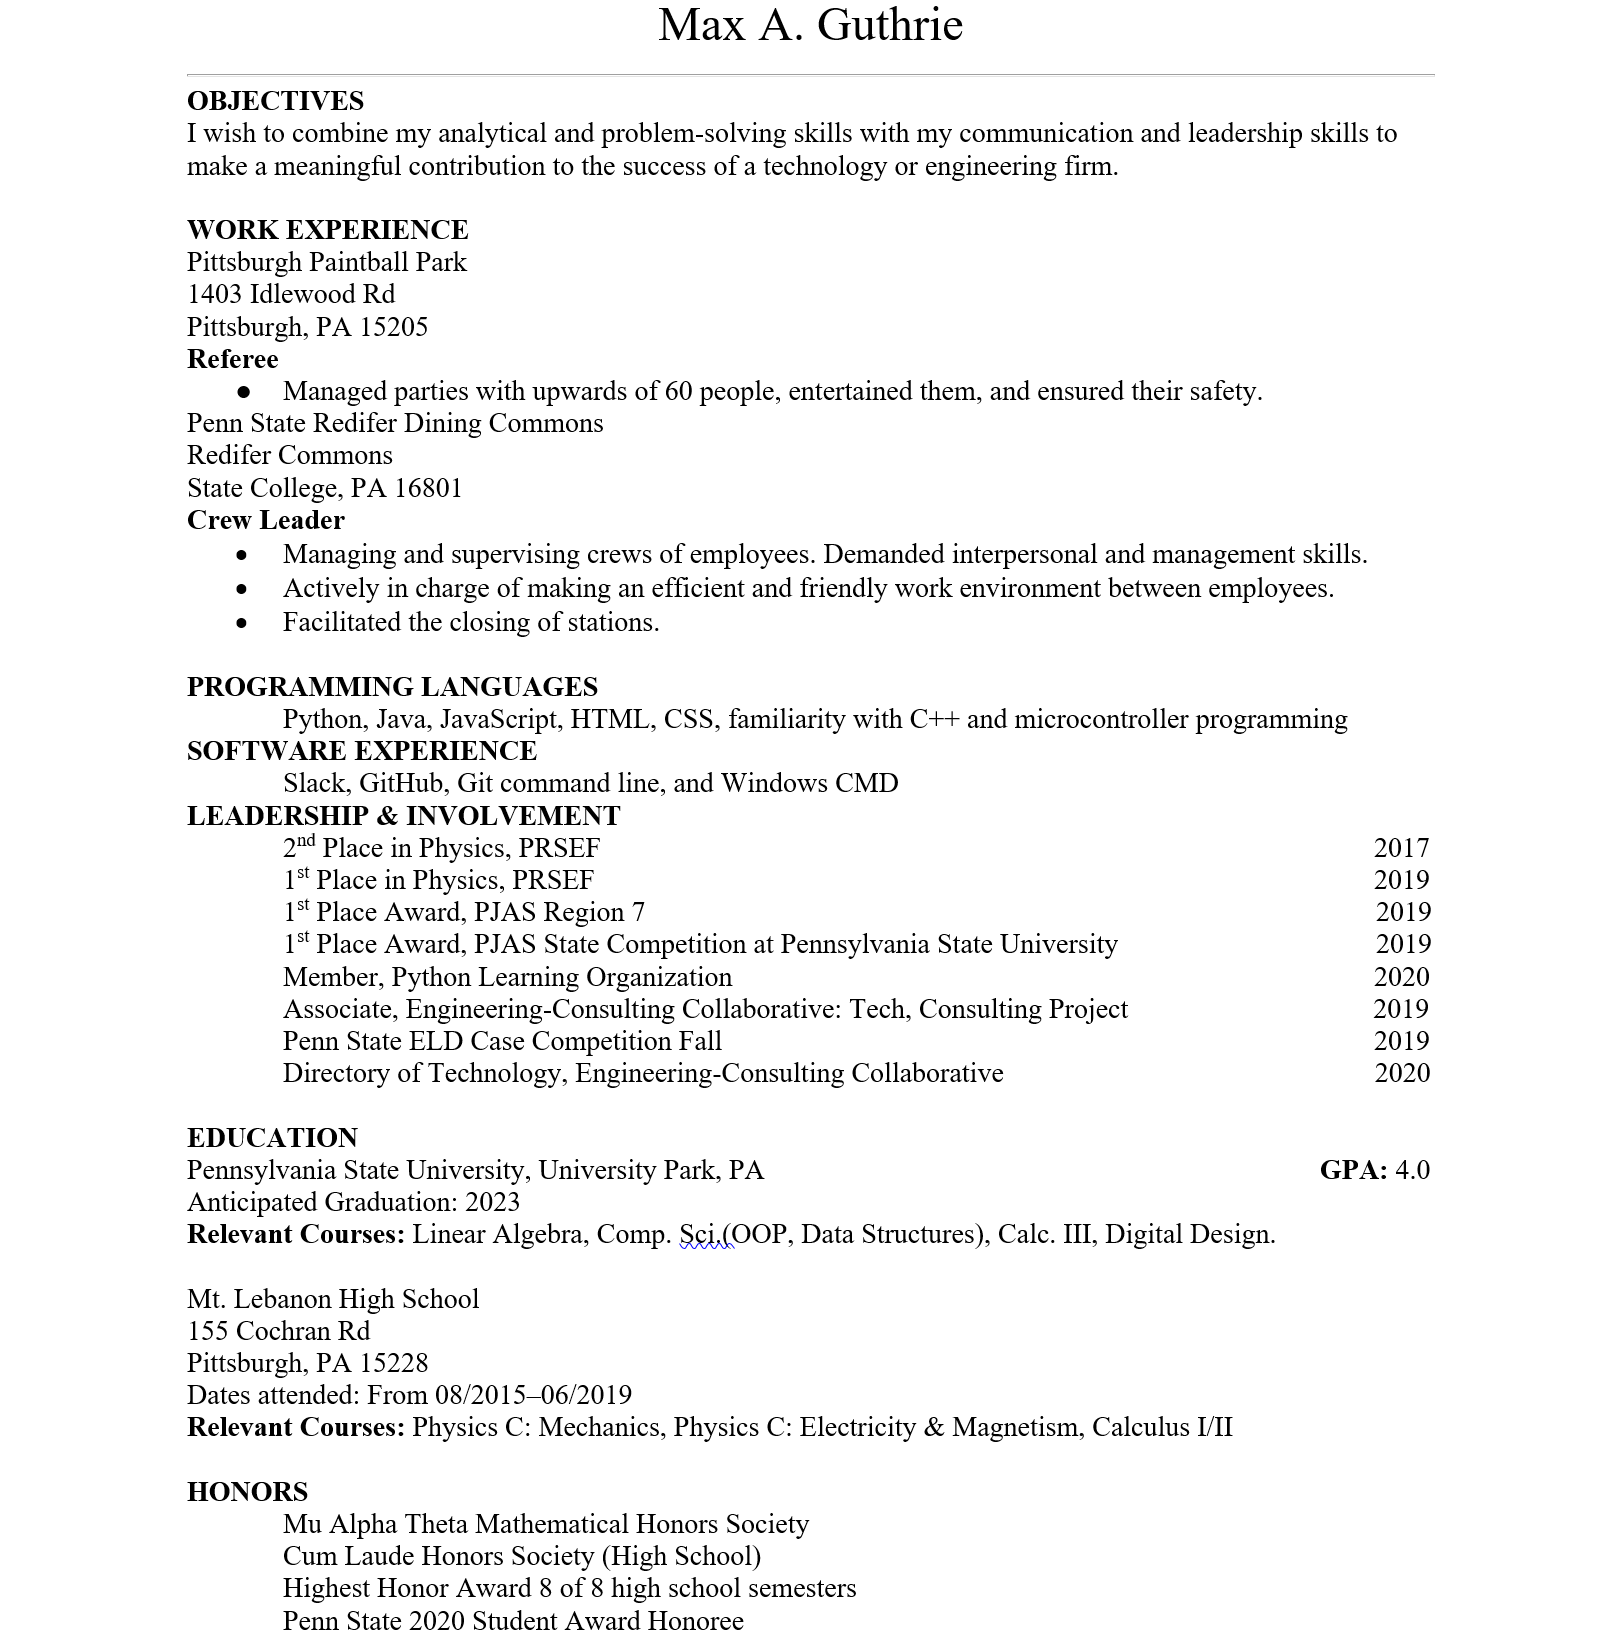 Max A. Guthrie
OBJECTIVES
I wish to combine my analytical and problem-solving skills with my communication and leadership skills to
make a meaningful contribution to the success of a technology or engineering firm.
WORK EXPERIENCE
Pittsburgh Paintball Park
1403 Idlewood Rd
Pittsburgh, PA 15205
Referee
● Managed parties with upwards of 60 people, entertained them, and ensured their safety.
Penn State Redifer Dining Commons
Redifer Commons
State College, PA 16801
Crew Leader
● Managing and supervising crews of employees. Demanded interpersonal and management skills.
● Actively in charge of making an efficient and friendly work environment between employees.
● Facilitated the closing of stations.
PROGRAMMING LANGUAGES
Python, Java, JavaScript, HTML, CSS, familiarity with C++ and microcontroller programming
SOFTWARE EXPERIENCE
Slack, GitHub, Git command line, and Windows CMD
LEADERSHIP & INVOLVEMENT
2nd Place in Physics, PRSEF 2017
1st Place in Physics, PRSEF 2019
1st Place Award, PJAS Region 7 2019
1st Place Award, PJAS State Competition at Pennsylvania State University 2019
Member, Python Learning Organization 2020
Associate, Engineering-Consulting Collaborative: Tech, Consulting Project 2019
Penn State ELD Case Competition Fall 2019
Directory of Technology, Engineering-Consulting Collaborative 2020
EDUCATION
Pennsylvania State University, University Park, PA GPA: 4.0
Anticipated Graduation: 2023
Relevant Courses: Linear Algebra, Comp. Sci.(OOP, Data Structures), Calc. III, Digital Design.
Mt. Lebanon High School
155 Cochran Rd
Pittsburgh, PA 15228
Dates attended: From 08/2015–06/2019
Relevant Courses: Physics C: Mechanics, Physics C: Electricity & Magnetism, Calculus I/II
HONORS
Mu Alpha Theta Mathematical Honors Society
Cum Laude Honors Society (High School)
Highest Honor Award 8 of 8 high school semesters
Penn State 2020 Student Award Honoree